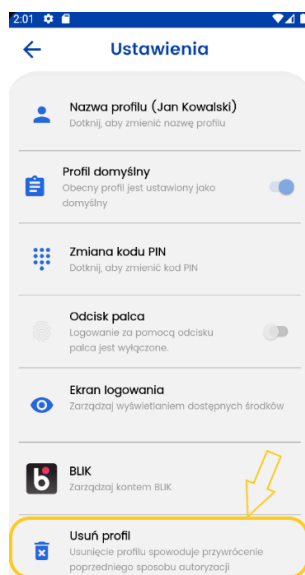 2:01
Ustawienia
Nazwa profilu (Jan Kowalski)
Dotknij, aby zmienić nazwę profilu
Profil domyślny
Obecny profil jest ustawiony jako
domyślny
Zmiana kodu PIN
Dotknij, aby zmienić kod PIN
Odcisk palca
Logowanie za pomocą odcisku
palca jest wyłączone.
Ekran logowania
Zarządzaj wyświetlaniem dostępnych środków
b
BLIK
Zarządzaj kontem BLIK
Usuń profil
Usunięcie profilu spowoduje przywrócenie
poprzedniego sposobu autoryzacji